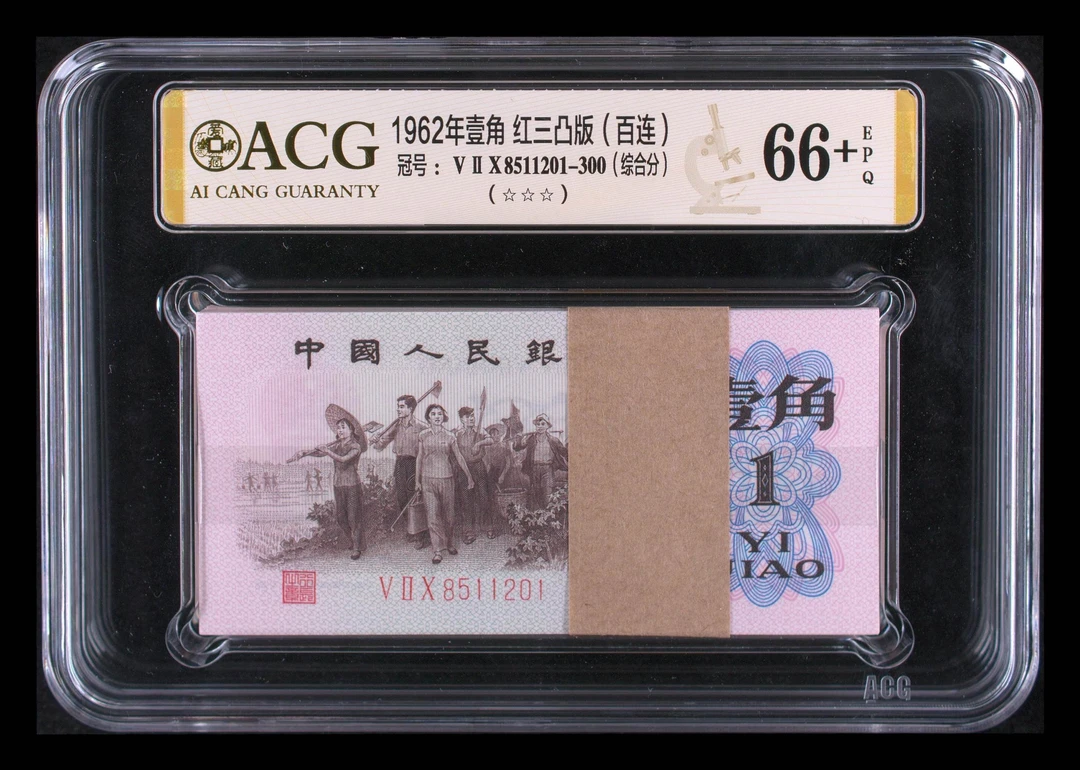 ACG
AI CANG GUARANTY
1962年壹角 红三凸版（百连）
冠号：VⅡX8511201-300（综合分）
（☆☆☆）
66+
EPQ
中國人民銀
壹角
1
YI
JIAO
VⅡX8511201
ACG